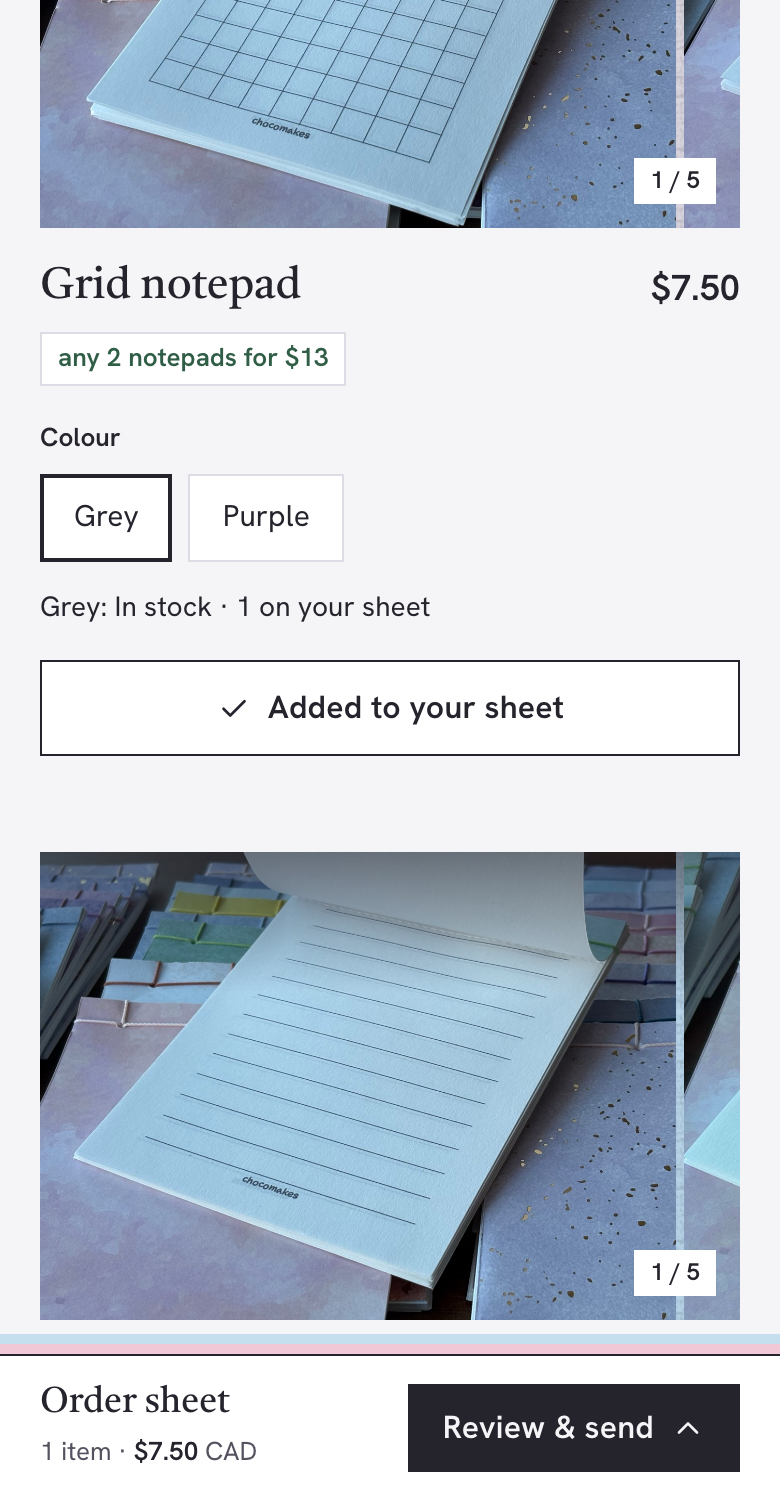 chocomakes
1 / 5
Grid notepad
$7.50
any 2 notepads for $13
Colour
Grey
Purple
Grey: In stock · 1 on your sheet
Added to your sheet
chocomakes
1 / 5
Order sheet
1 item · $7.50 CAD
Review & send